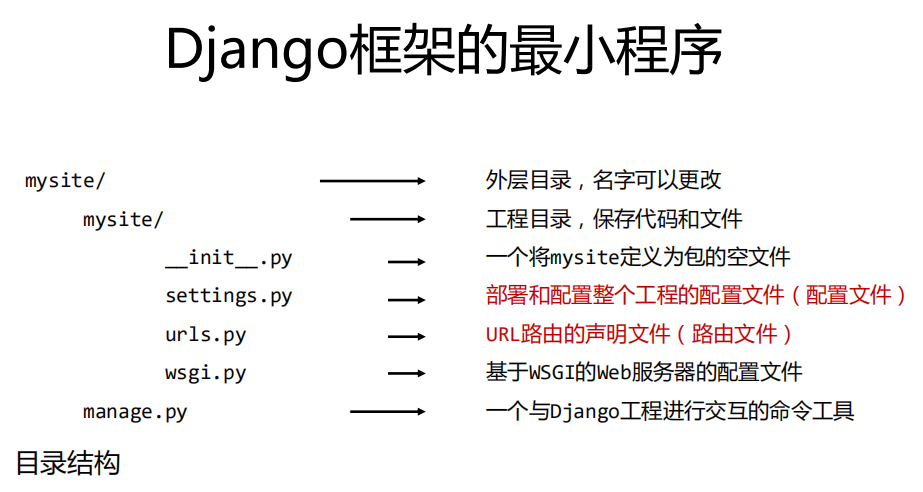 Django框架的最小程序
mysite/ 外层目录，名字可以更改
mysite/ 工程目录，保存代码和文件
__init__.py 一个将mysite定义为包的空文件
settings.py 部署和配置整个工程的配置文件（配置文件）
urls.py URL路由的声明文件（路由文件）
wsgi.py 基于WSGI的Web服务器的配置文件
manage.py 一个与Django工程进行交互的命令工具
目录结构